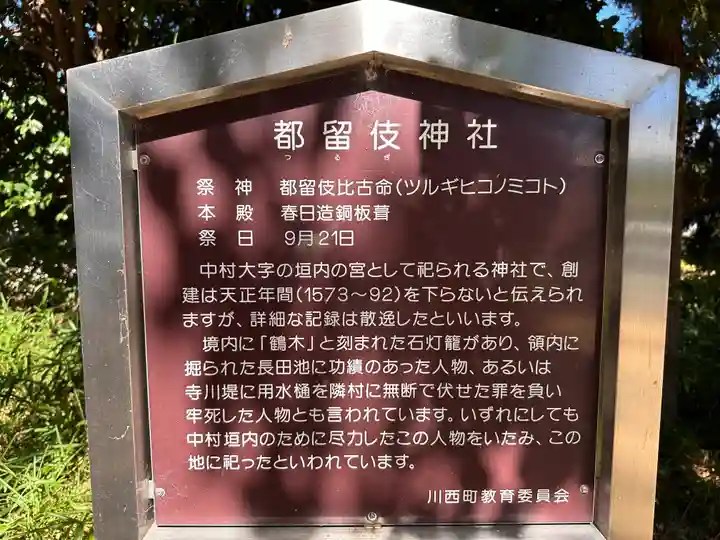 都留伎神社
つるぎ
祭神 都留伎比古命(ツルギヒコノミコト)
本殿 春日造銅板葺
祭日 9月21日
中村大字の垣内の宮として祀られる神社で、創
建は天正年間(1573〜92)を下らないと伝えられ
ますが、詳細な記録は散逸したといいます。
境内に「鶴木」と刻まれた石灯籠があり、領内に
掘られた長田池に功績のあった人物、あるいは
寺川堤に用水樋を隣村に無断で伏せた罪を負い
牢死した人物とも言われています。いずれにしても
中村垣内のために尽力したこの人物をいたみ、この
地に祀ったといわれています。
川西町教育委員会